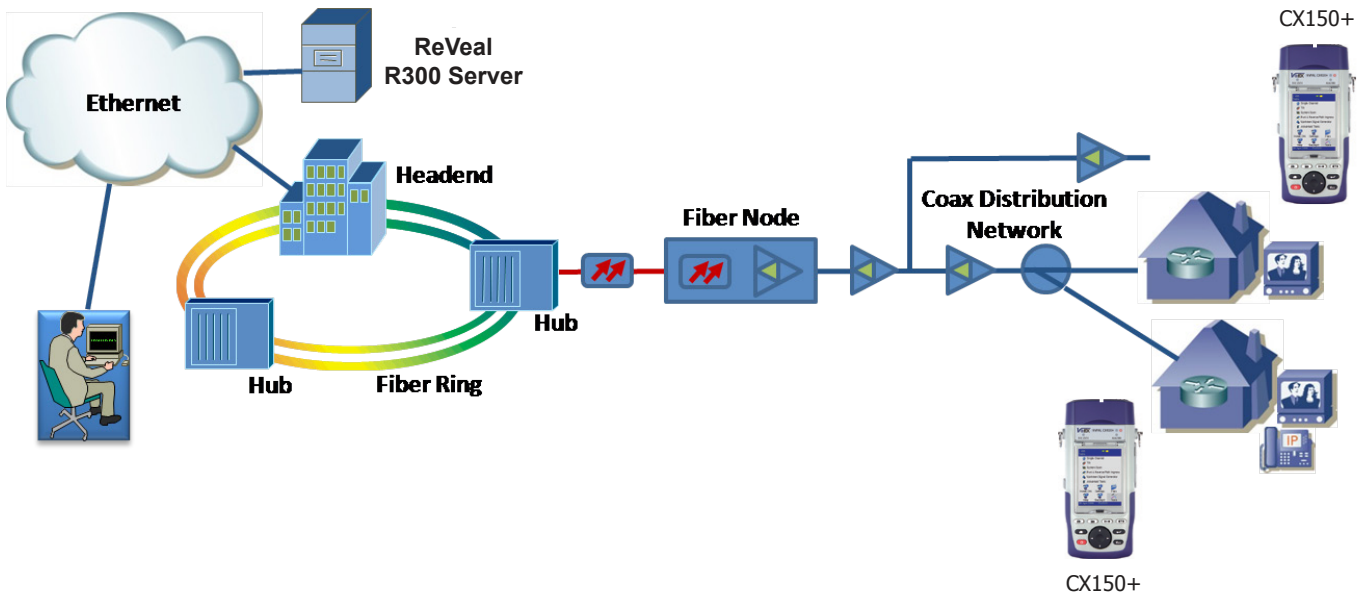 CX150+
ReVeal
R300 Server
Ethernet
Headend
Fiber Node
Coax Distribution
Network
Hub
Hub
Fiber Ring
IP
CX150+